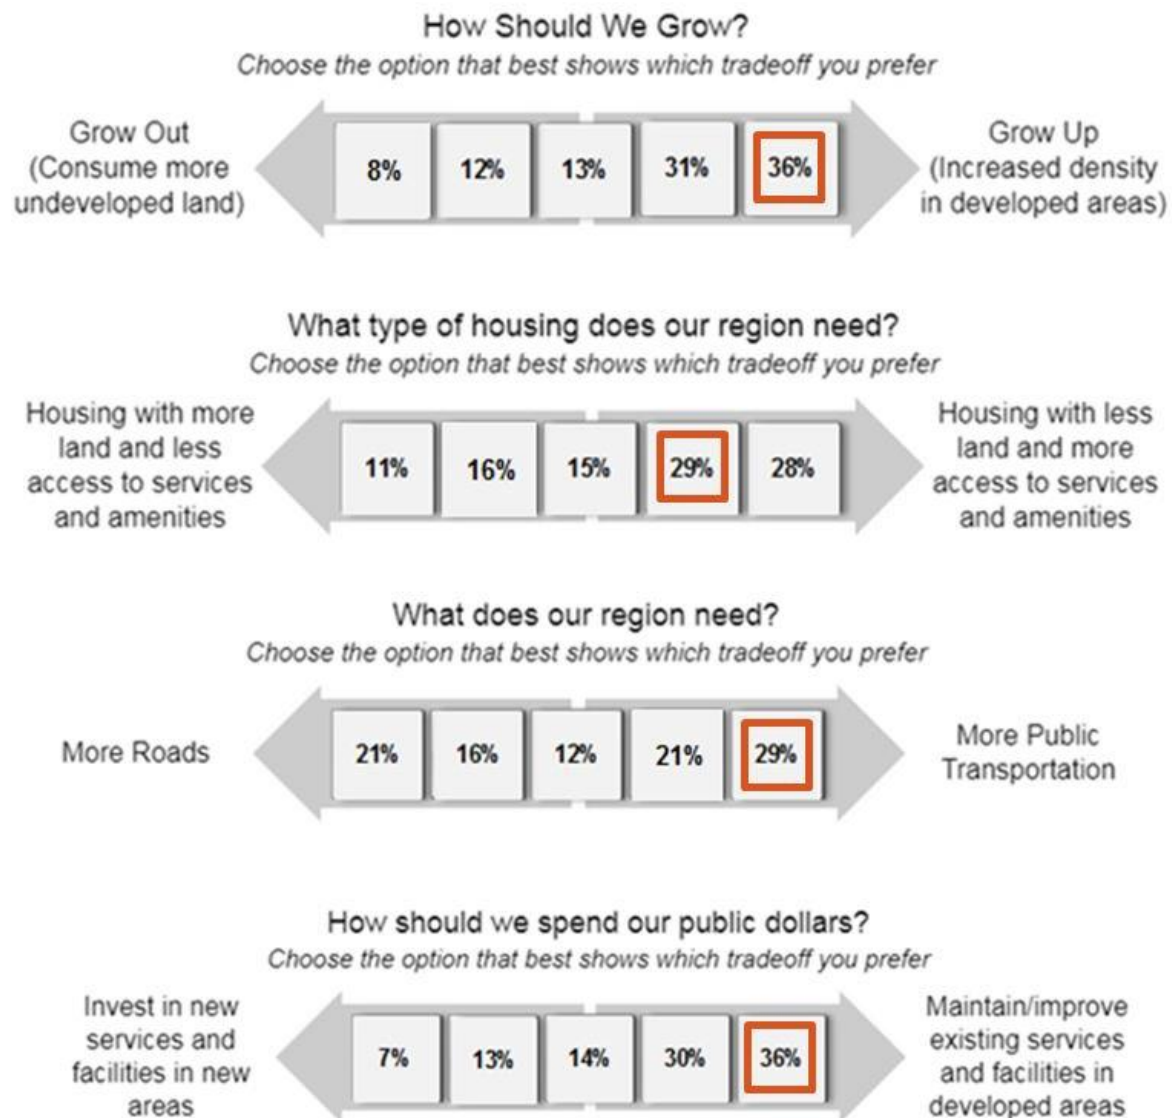 How Should We Grow?
Choose the option that best shows which tradeoff you prefer
Grow Out
(Consume more
undeveloped land)
8% 12% 13% 31% 36%
Grow Up
(Increased density
in developed areas)
What type of housing does our region need?
Choose the option that best shows which tradeoff you prefer
Housing with more
land and less
access to services
and amenities
11% 16% 15% 29% 28%
Housing with less
land and more
access to services
and amenities
What does our region need?
Choose the option that best shows which tradeoff you prefer
More Roads
21% 16% 12% 21% 29%
More Public
Transportation
How should we spend our public dollars?
Choose the option that best shows which tradeoff you prefer
Invest in new
services and
facilities in new
areas
7% 13% 14% 30% 36%
Maintain/improve
existing services
and facilities in
developed areas